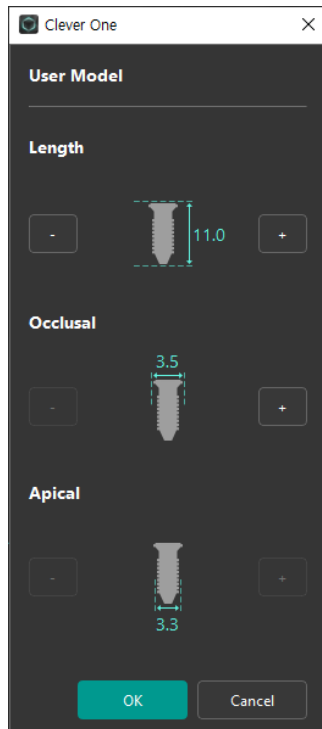 Clever One
User Model
Length
-
11.0
+
Occlusal
3.5
-
+
Apical
-
+
3.3
OK
Cancel